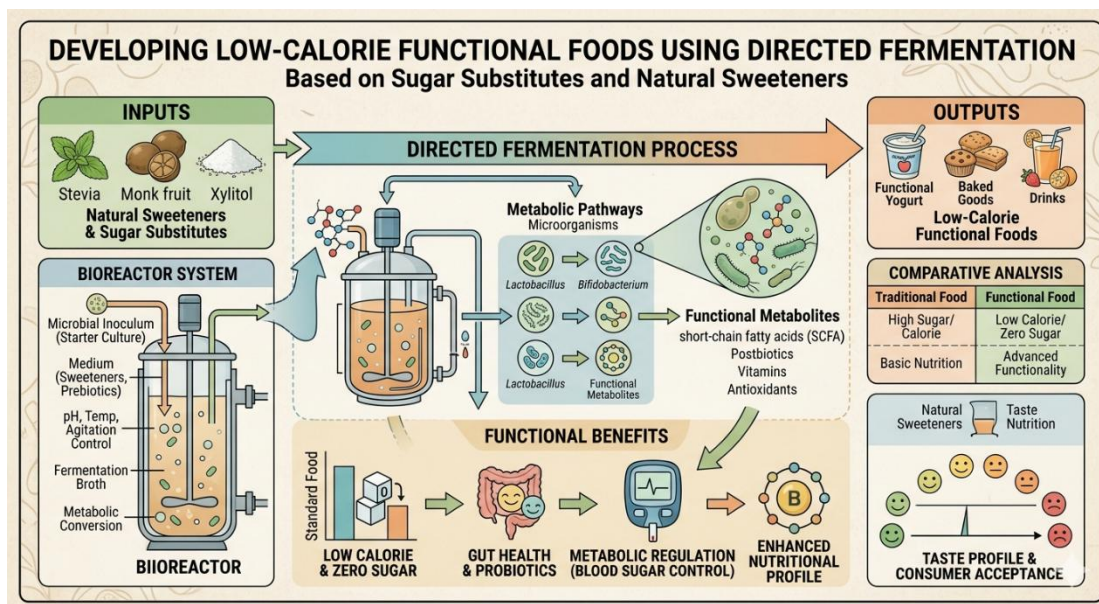 DEVELOPING LOW-CALORIE FUNCTIONAL FOODS USING DIRECTED FERMENTATION
Based on Sugar Substitutes and Natural Sweeteners
INPUTS
Stevia
Monk fruit
Xylitol
Natural Sweeteners
& Sugar Substitutes
BIOREACTOR SYSTEM
Microbial Inoculum
(Starter Culture)
Medium
(Sweeteners,
Prebiotics)
pH, Temp,
Agitation
Control
Fermentation
Broth
Metabolic
Conversion
BIIOREACTOR
DIRECTED FERMENTATION PROCESS
Metabolic Pathways
Microorganisms
Lactobacillus
Bifidobacterium
Lactobacillus
Functional
Metabolites
Functional Metabolites
short-chain fatty acids (SCFA)
Postbiotics
Vitamins
Antioxidants
FUNCTIONAL BENEFITS
Standard Food
0
LOW CALORIE
& ZERO SUGAR
GUT HEALTH
& PROBIOTICS
METABOLIC REGULATION
(BLOOD SUGAR CONTROL)
B
ENHANCED
NUTRITIONAL
PROFILE
OUTPUTS
Functional
Yogurt
Baked
Goods
Drinks
Low-Calorie
Functional Foods
COMPARATIVE ANALYSIS
Traditional Food
Functional Food
High Sugar/
Calorie
Low Calorie/
Zero Sugar
Basic Nutrition
Advanced
Functionality
Natural
Sweeteners
Taste
Nutrition
TASTE PROFILE &
CONSUMER ACCEPTANCE